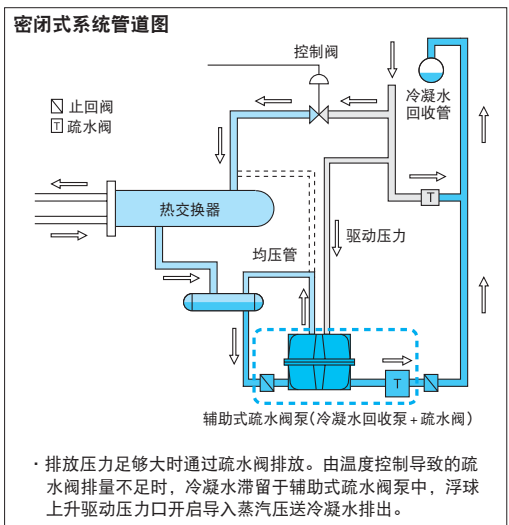 密闭式系统管道图
控制阀
止回阀
T 疏水阀
冷凝水
回收管
T
热交换器
驱动压力
均压管
T
辅助式疏水阀泵(冷凝水回收泵+疏水阀)
·排放压力足够大时通过疏水阀排放。由温度控制导致的疏
水阀排量不足时，冷凝水滞留于辅助式疏水阀泵中，浮球
上升驱动压力口开启导入蒸汽压送冷凝水排出。